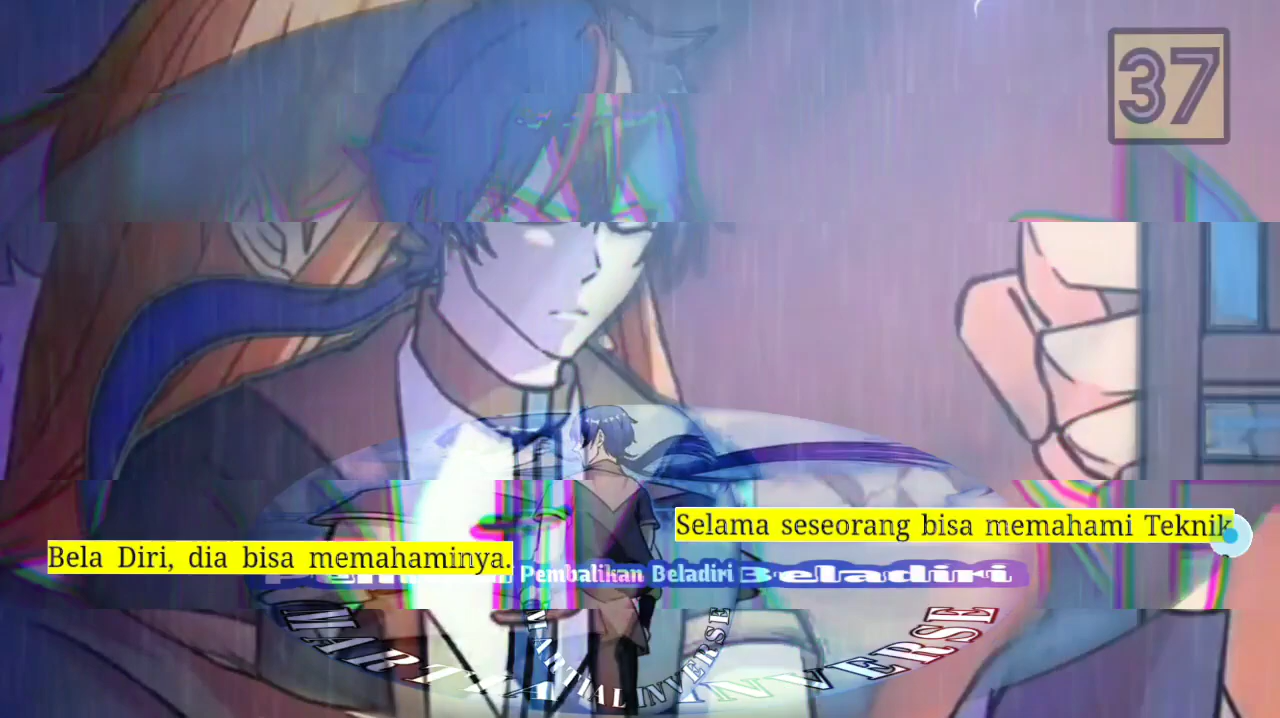 37
Selama seseorang bisa memahami Teknik
Bela Diri, dia bisa memahaminya.
Pembalikan Beladiri
Beladiri
MARTIAL INVERSE
MARTIAL INVERSE